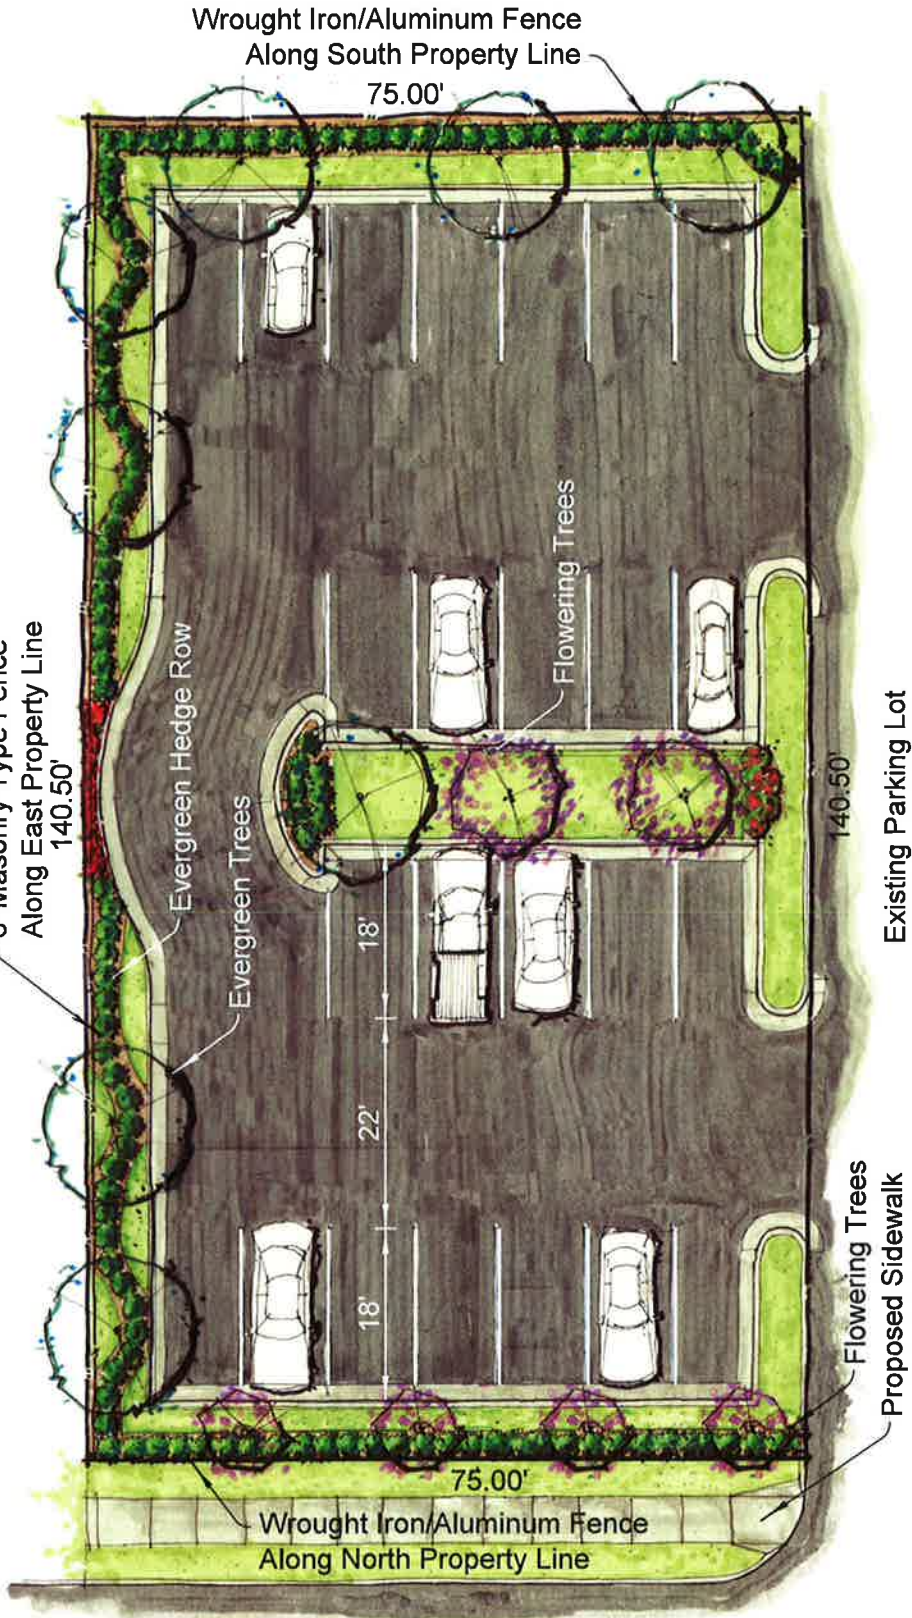 Wrought Iron/Aluminum Fence
Along South Property Line
75.00'
Along East Property Line
140.50'
Evergreen Hedge Row
Evergreen Trees
Flowering Trees
18'
22'
18'
140.50'
Existing Parking Lot
Flowering Trees
Proposed Sidewalk
75.00'
Wrought Iron/Aluminum Fence
Along North Property Line